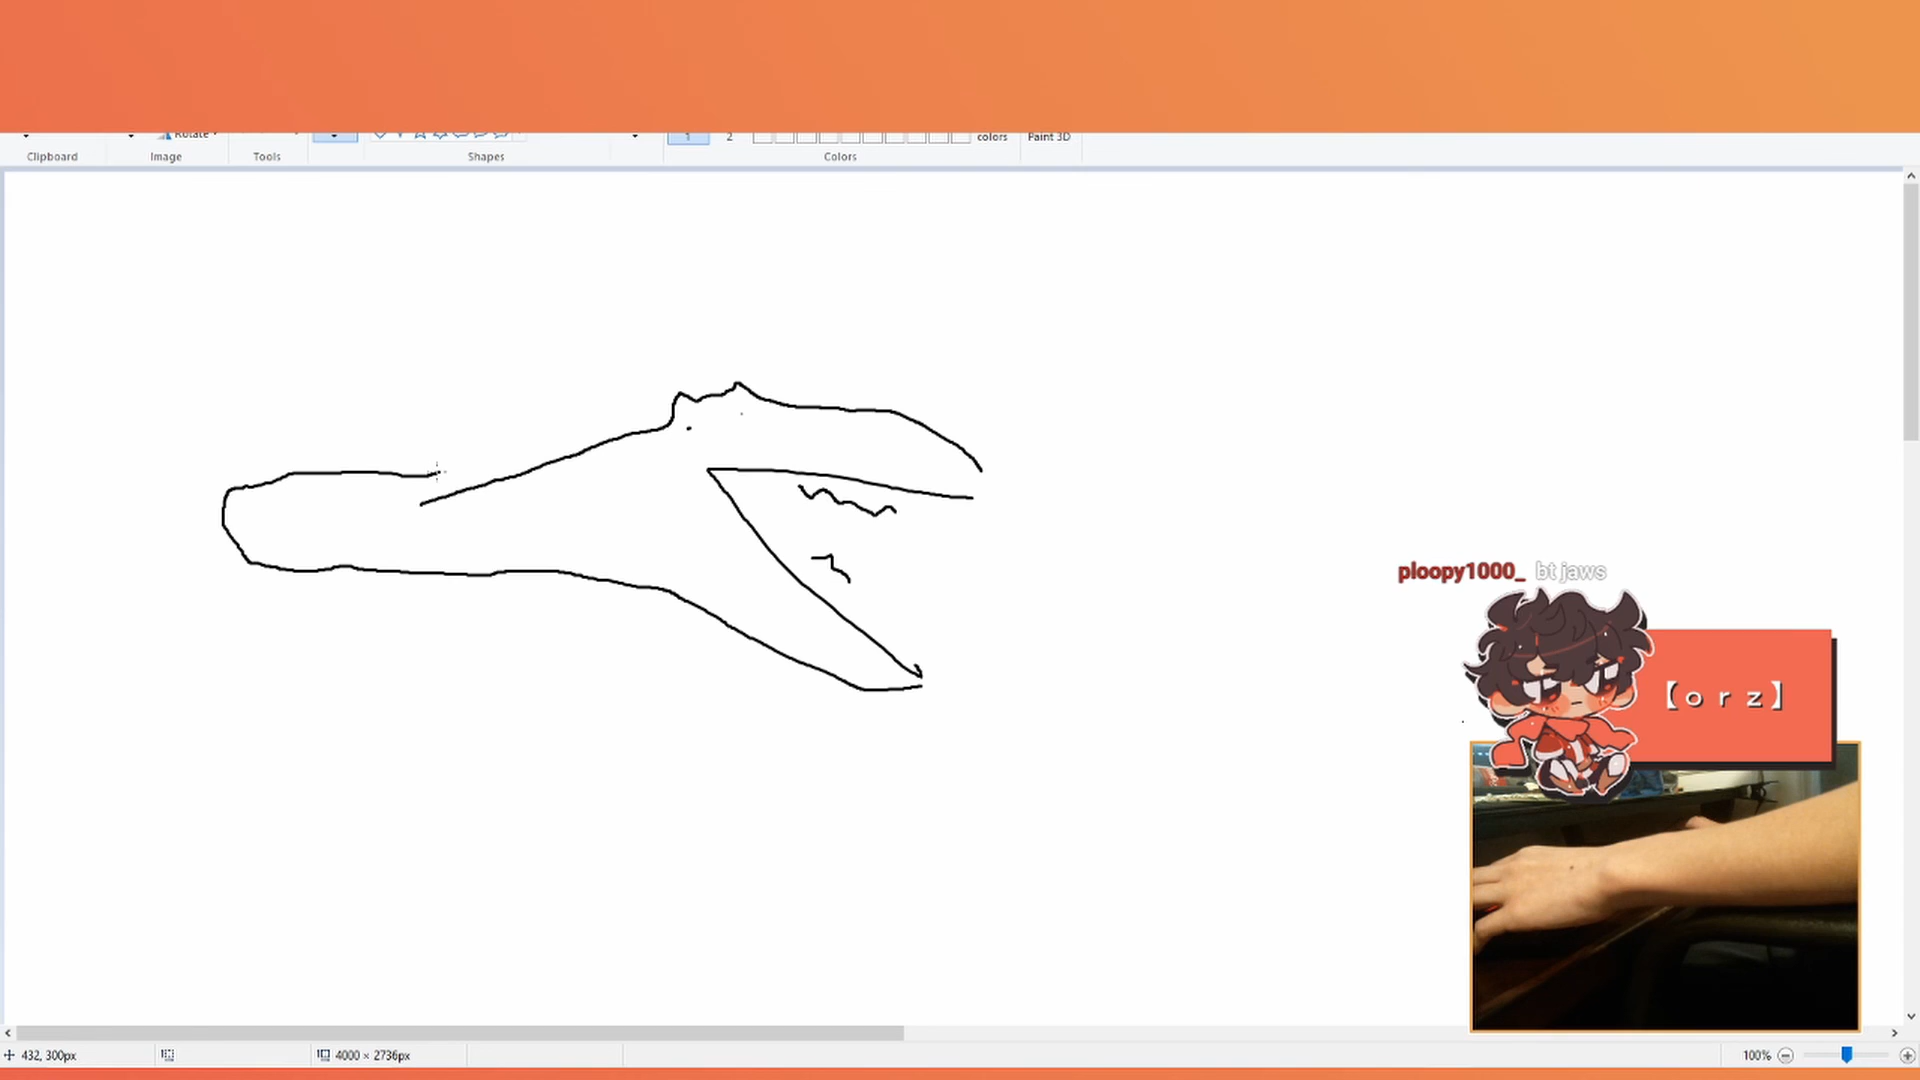 Rotate
1 2 colors Paint 3D
Clipboard Image Tools Shapes Colors
ploopy1000_ bt jaws
【orz】
432, 300px 4000 × 2736px 100%